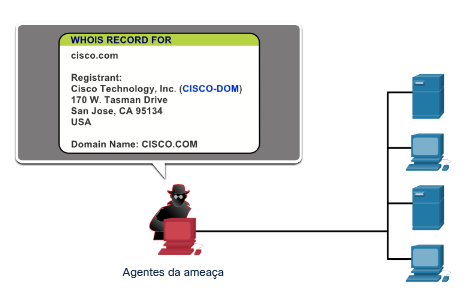 WHOIS RECORD FOR
cisco.com
Registrant:
Cisco Technology, Inc. (CISCO-DOM)
170 W. Tasman Drive
San Jose, CA 95134
USA
Domain Name: CISCO.COM
Agentes da ameaça